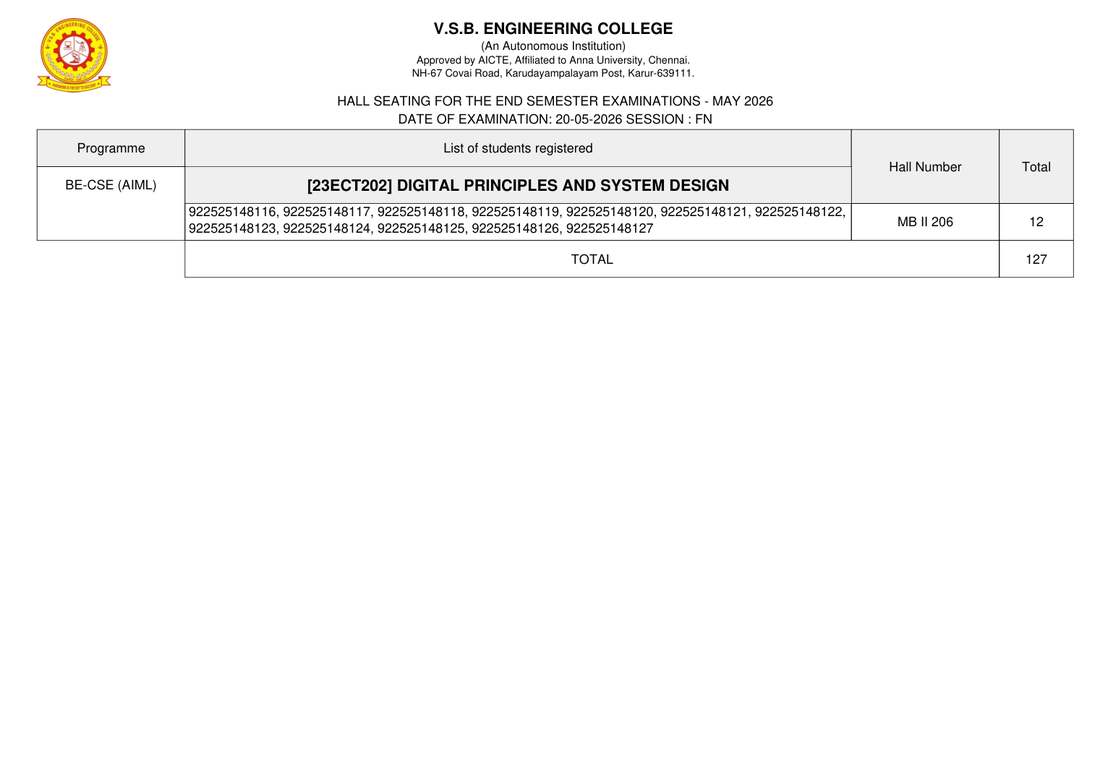 V.S.B. ENGINEERING COLLEGE
(An Autonomous Institution)
Approved by AICTE, Affiliated to Anna University, Chennai.
NH-67 Covai Road, Karudayampalayam Post, Karur-639111.
HALL SEATING FOR THE END SEMESTER EXAMINATIONS - MAY 2026
DATE OF EXAMINATION: 20-05-2026 SESSION : FN
Programme
List of students registered
Hall Number
Total
BE-CSE (AIML)
[23ECT202] DIGITAL PRINCIPLES AND SYSTEM DESIGN
922525148116, 922525148117, 922525148118, 922525148119, 922525148120, 922525148121, 922525148122,
922525148123, 922525148124, 922525148125, 922525148126, 922525148127
MB II 206
12
TOTAL
127